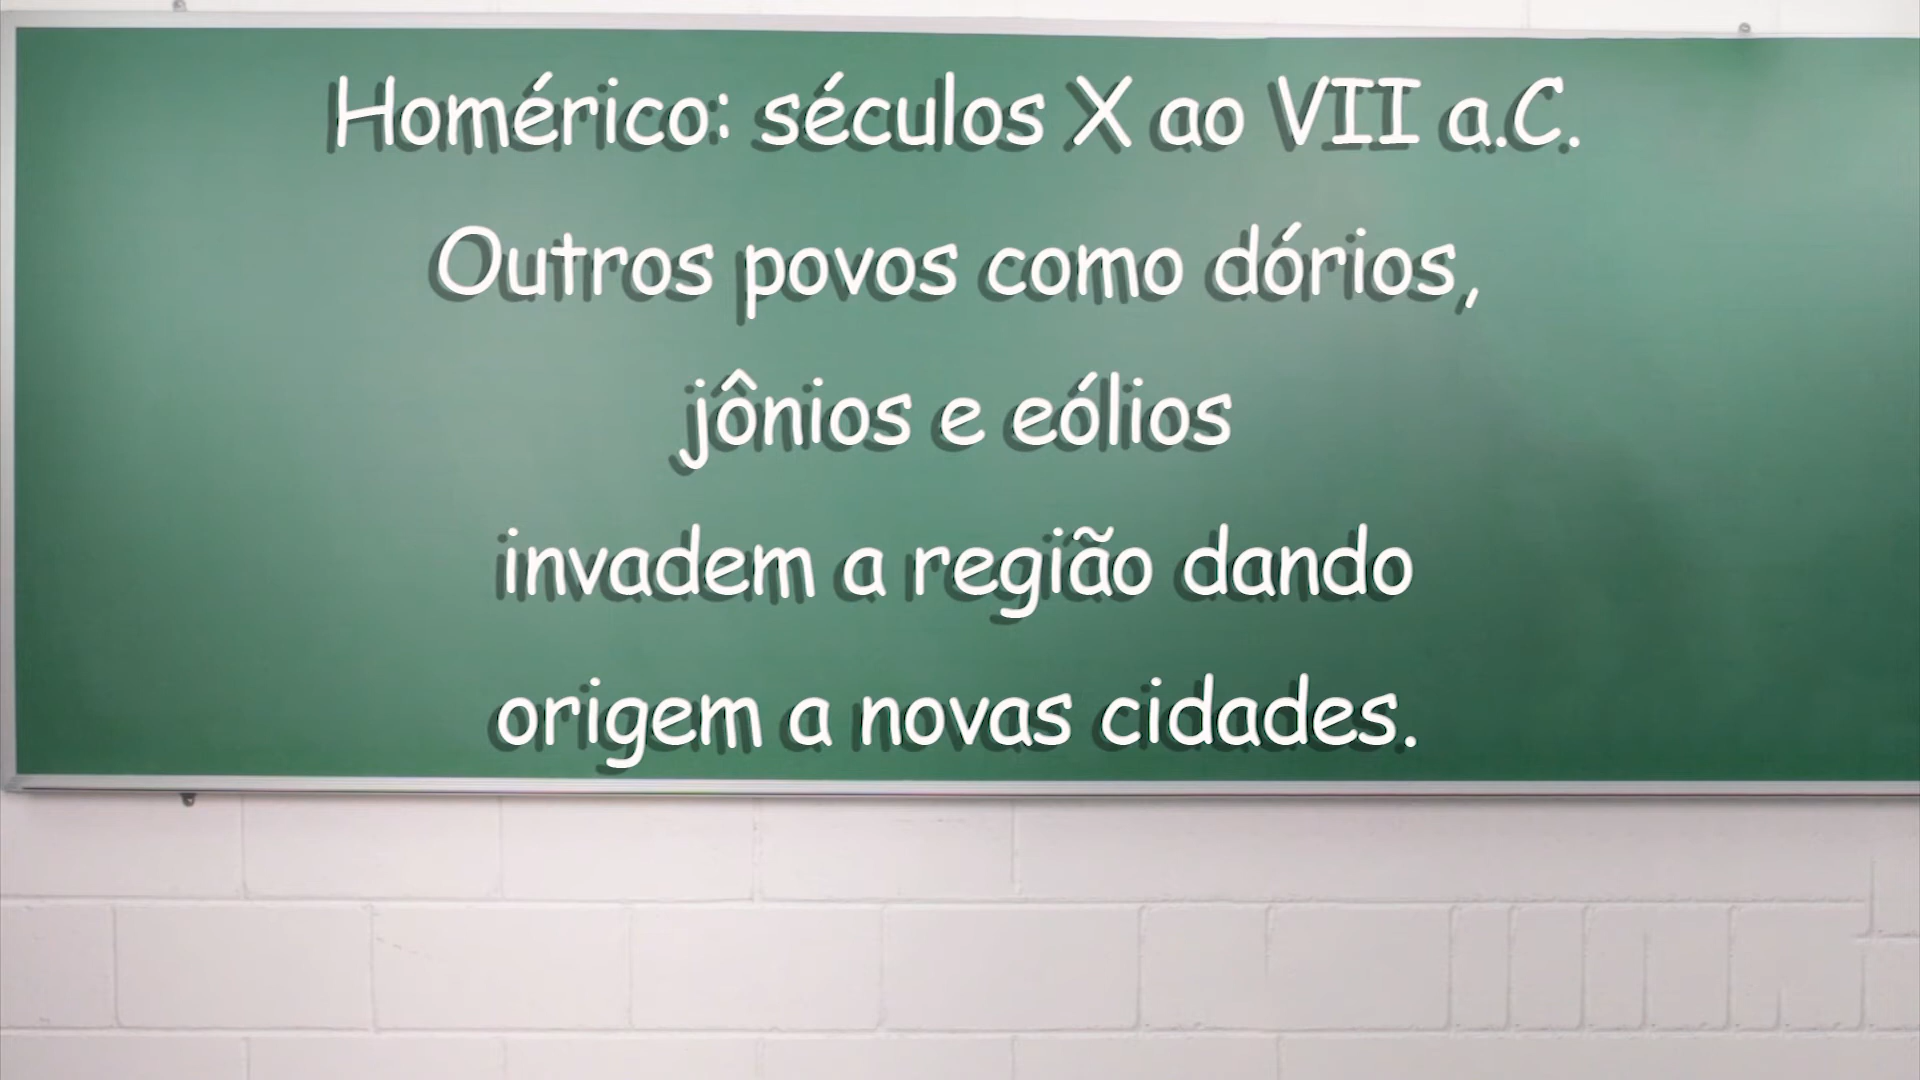 Homérico: séculos X ao VII a.C.
Outros povos como dórios,
jônios e eólios
invadem a região dando
origem a novas cidades.